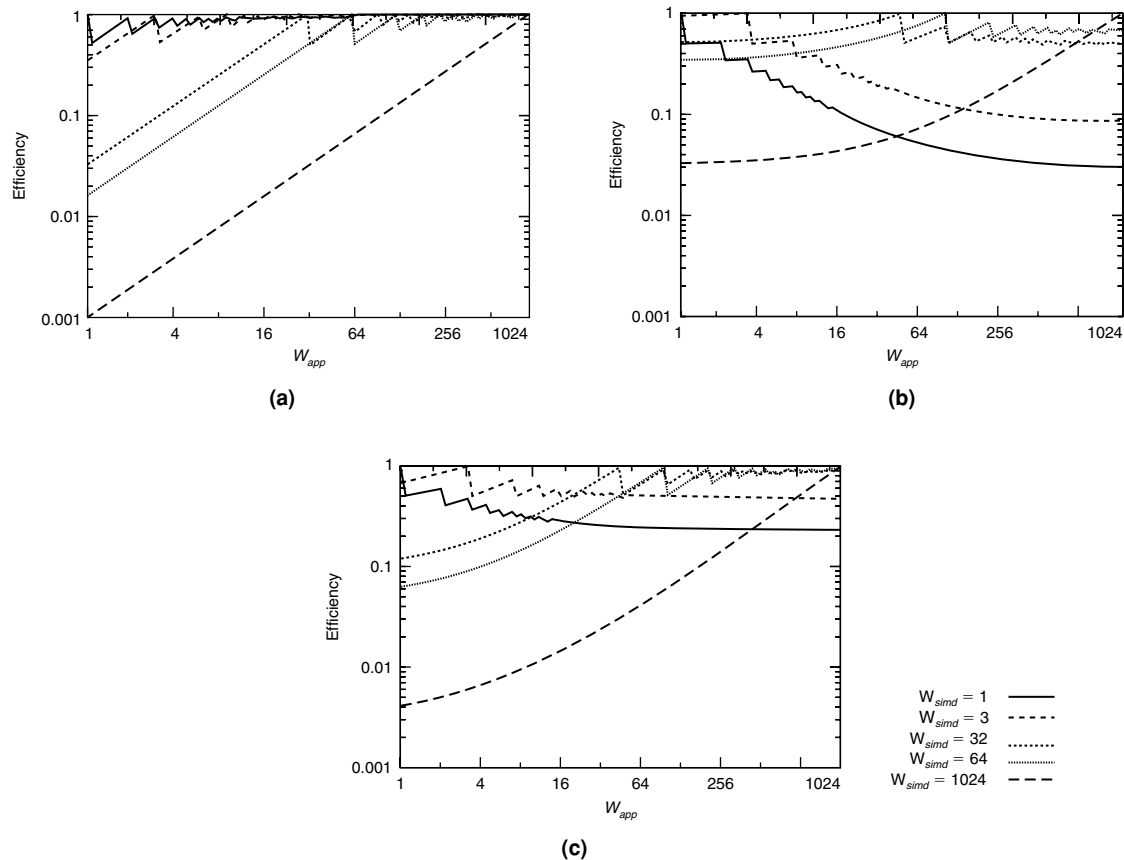 1
0.1
Efficiency
0.01
0.001
1 4 16 64 256 1024
W_app
(a)
1
0.1
Efficiency
0.01
0.001
1 4 16 64 256 1024
W_app
(b)
1
0.1
Efficiency
0.01
0.001
1 4 16 64 256 1024
W_app
(c)
W_simd = 1
W_simd = 3
W_simd = 32
W_simd = 64
W_simd = 1024